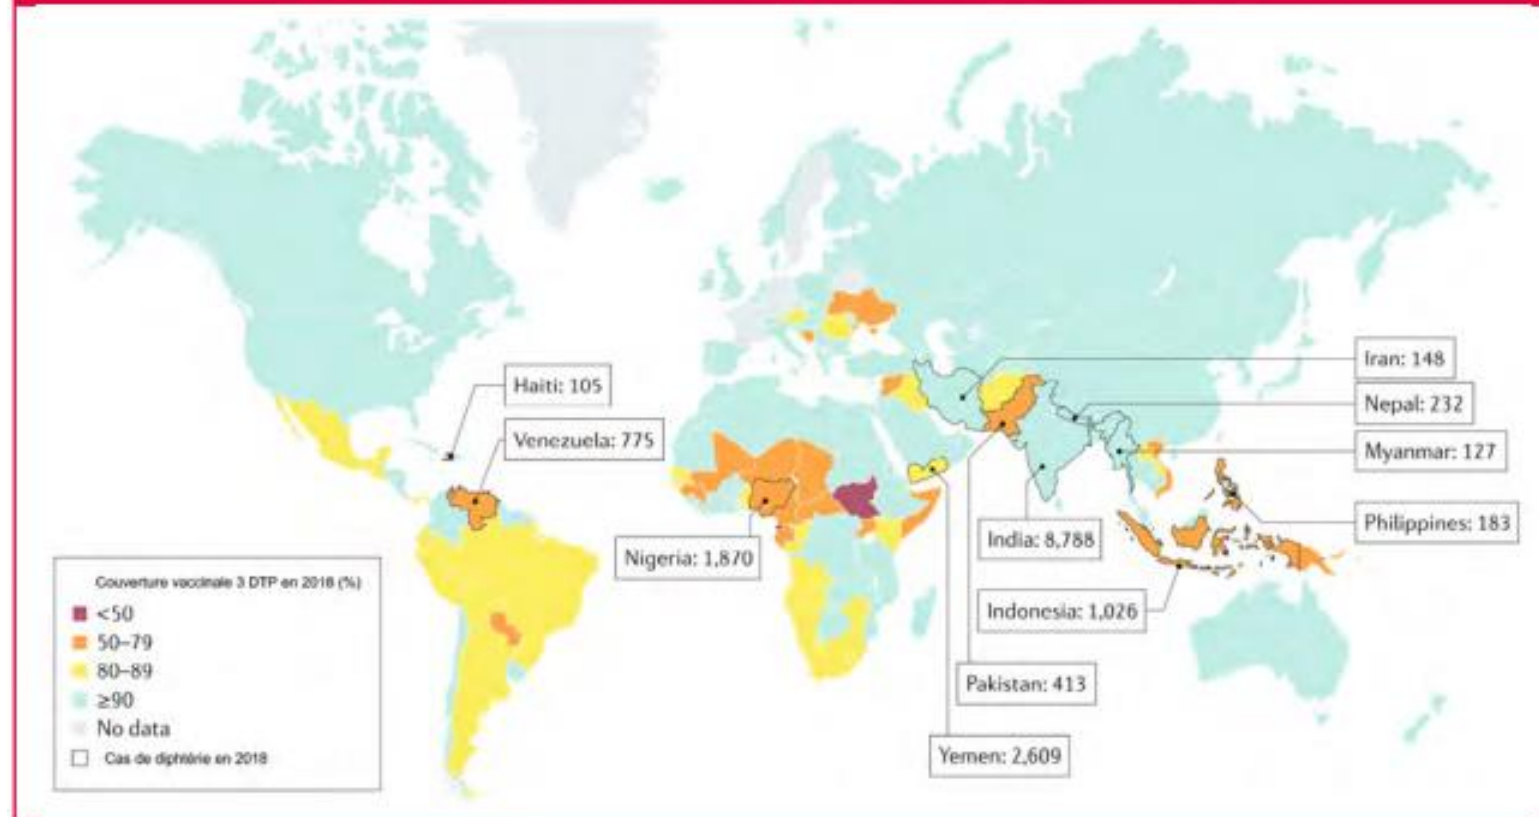 Iran: 148
Haiti: 105
Nepal: 232
Venezuela: 775
Myanmar: 127
Philippines: 183
India: 8,788
Nigeria: 1,870
Indonesia: 1,026
Pakistan: 413
Yemen: 2,609
Couverture vaccinale 3 DTP en 2018 (%)
<50
50–79
80–89
≥90
No data
Cas de diphtérie en 2018